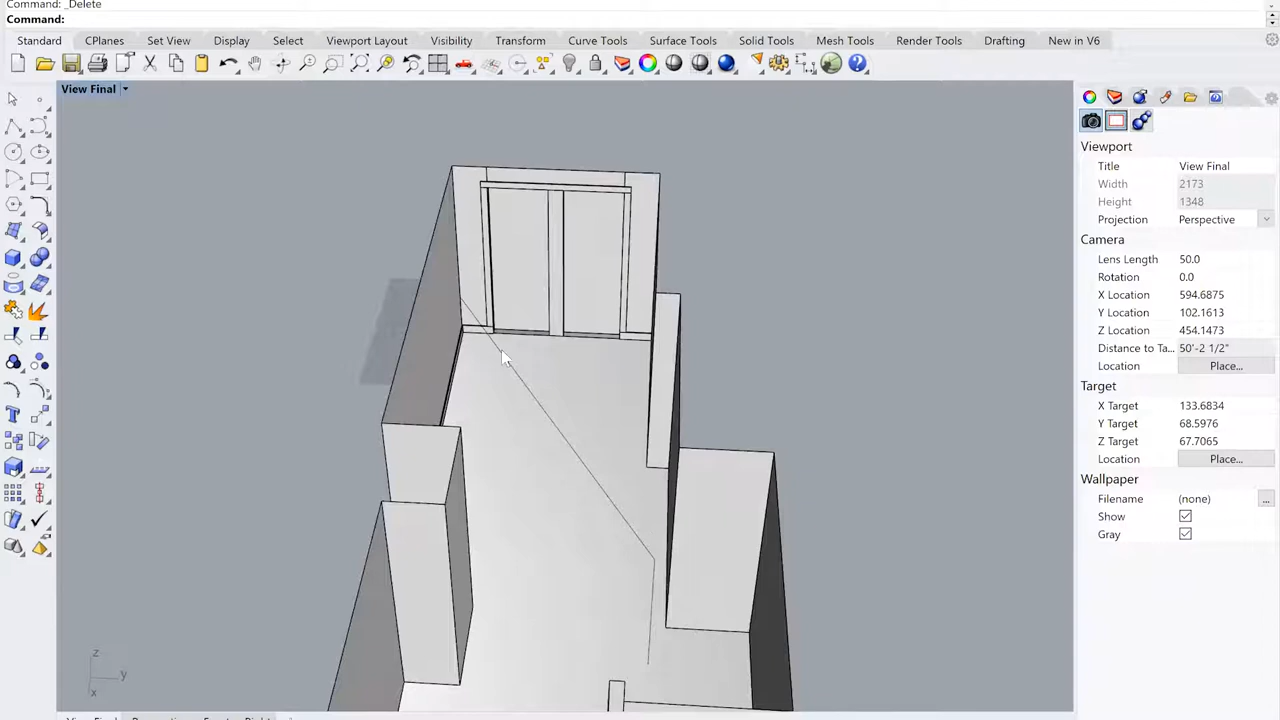 Command: _Delete
Command:
Standard CPlanes Set View Display Select Viewport Layout Visibility Transform Curve Tools Surface Tools Solid Tools Mesh Tools Render Tools Drafting New in V6
View Final
Viewport
Title View Final
Width 2173
Height 1348
Projection Perspective
Camera
Lens Length 50.0
Rotation 0.0
X Location 594.6875
Y Location 102.1613
Z Location 454.1473
Distance to Ta... 50'-2 1/2"
Location Place...
Target
X Target 133.6834
Y Target 68.5976
Z Target 67.7065
Location Place...
Wallpaper
Filename (none) ...
Show
Gray
z
y
x